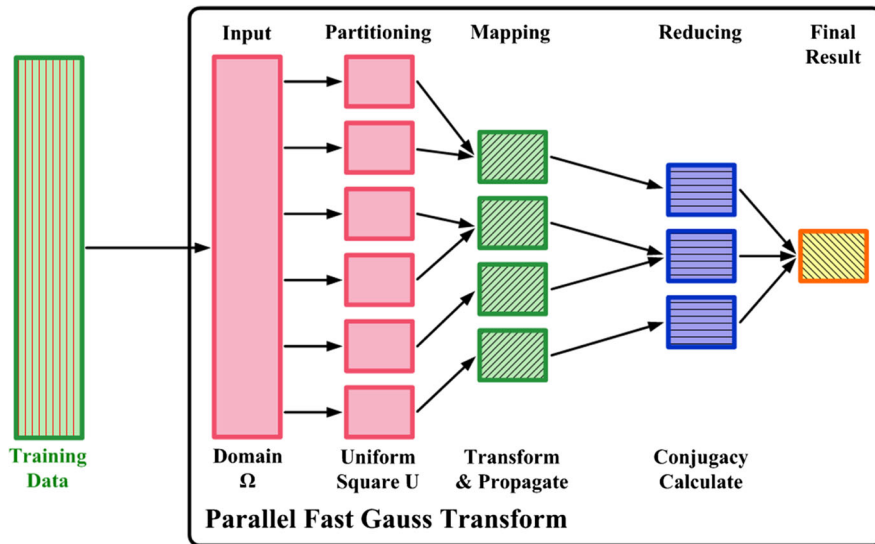 Input
Partitioning
Mapping
Reducing
Final
Result
Training
Data
Domain
Ω
Uniform
Square U
Transform
& Propagate
Conjugacy
Calculate
Parallel Fast Gauss Transform